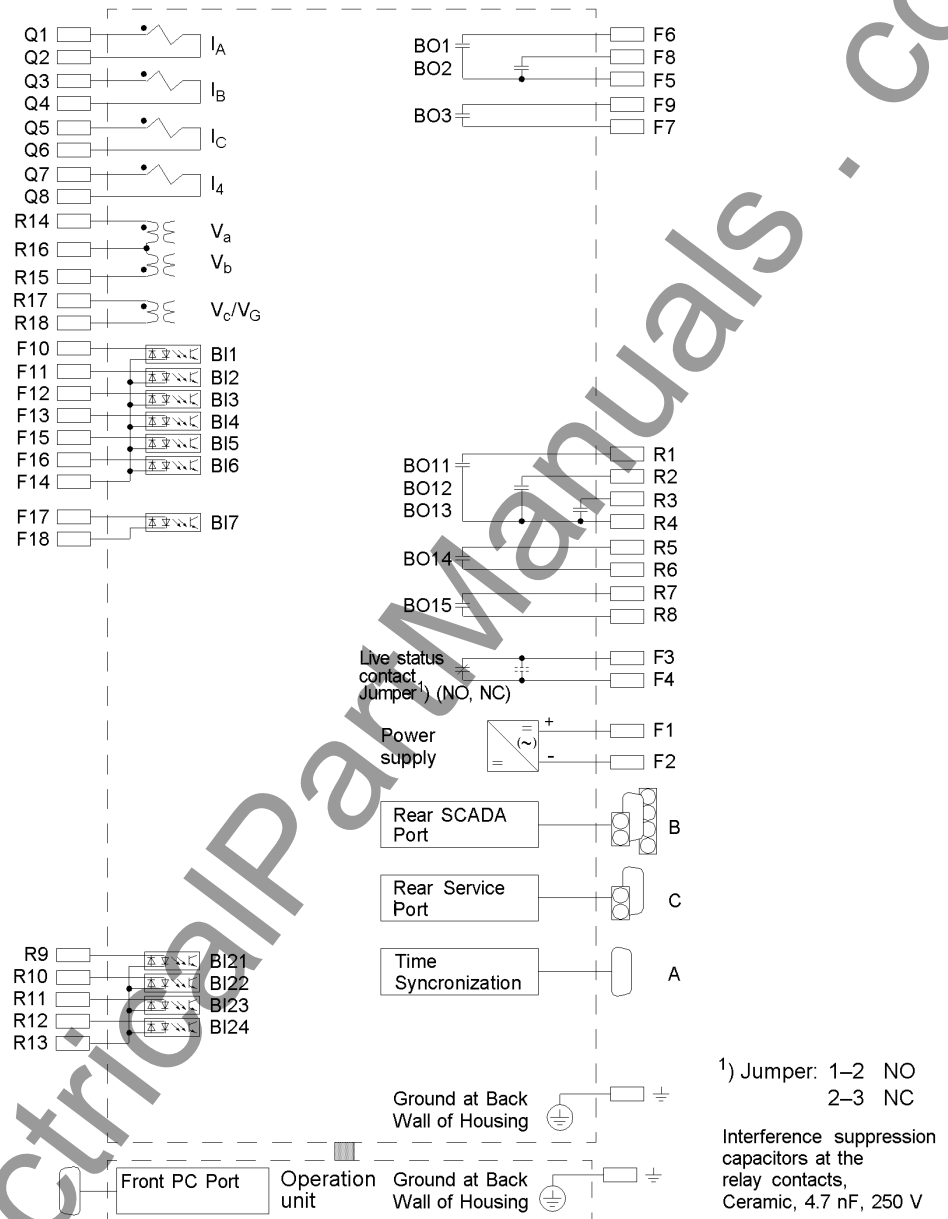 Q1
Q2
I_A
Q3
Q4
I_B
Q5
Q6
I_C
Q7
Q8
I_4
R14
R16
R15
V_a
V_b
R17
R18
V_c/V_G
F10
BI1
F11
BI2
F12
BI3
F13
BI4
F15
BI5
F16
BI6
F14
F17
BI7
F18
BO1
BO2
F6
F8
F5
BO3
F9
F7
BO11
BO12
BO13
R1
R2
R3
R4
BO14
R5
R6
BO15
R7
R8
Live status
contact
Jumper¹) (NO, NC)
F3
F4
Power
supply
=
(~)
=
+
-
F1
F2
Rear SCADA
Port
B
Rear Service
Port
C
Time
Syncronization
A
R9
BI21
R10
BI22
R11
BI23
R12
BI24
R13
Ground at Back
Wall of Housing
¹) Jumper: 1–2 NO
2–3 NC
Interference suppression
capacitors at the
relay contacts,
Ceramic, 4.7 nF, 250 V
Front PC Port
Operation
unit
Ground at Back
Wall of Housing
ctricalPartManuals . co